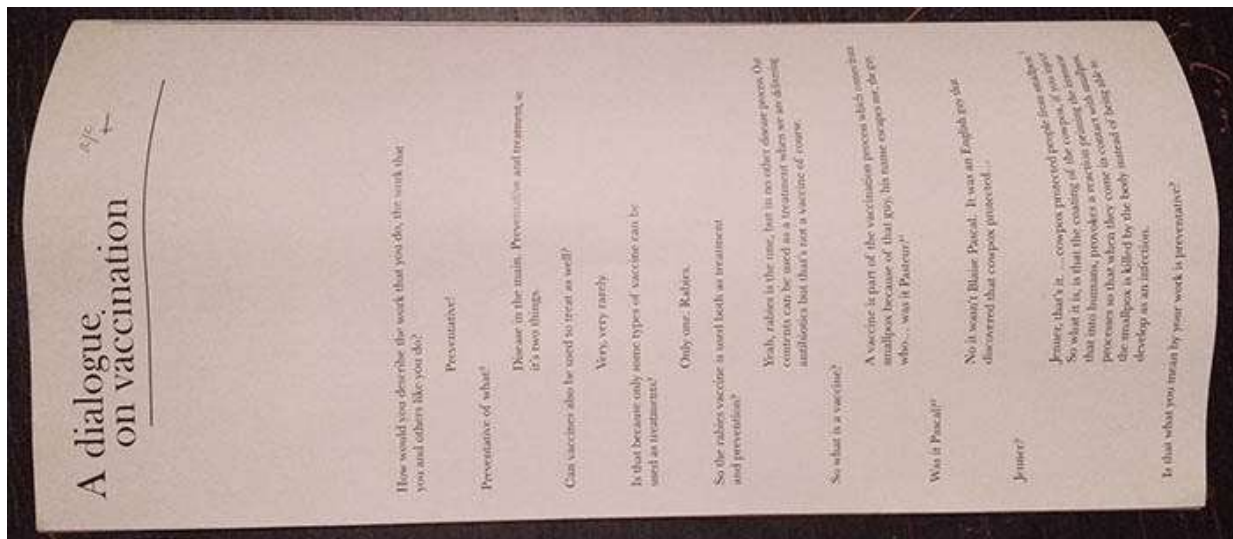 A dialogue
on vaccination
How would you describe the work that you do, the work that
you and others like you do?
Preventative!
Preventative of what?
Disease in the main. Preventative and treatment, so
it's two things.
Can vaccines also be used to treat as well?
Very, very rarely.
Is that because only some types of vaccine can be
used as treatments?
Only one. Rabies.
So the rabies vaccine is used both as treatment
and prevention?
Yeah, rabies is the one, but in no other disease process. Our
contents can be used as a treatment when we are delivering
antibiotics but that's not a vaccine of course.
So what is a vaccine?
A vaccine is part of the vaccination process which comes from
smallpox because of that guy, his name escapes me, the guy
who… was it Pasteur?
Was it Pascal?
No it wasn't Blaise Pascal. It was an English guy that
discovered that cowpox protected…
Jenner?
Jenner, that's it. …cowpox protected people from smallpox
So what it is, is that the coating of the cowpox, if you inject
that into humans, provokes a reaction priming the immune
processes so that when they come in contact with smallpox,
the smallpox is killed by the body instead of being able to
develop as an infection.
Is that what you mean by your work is preventative?